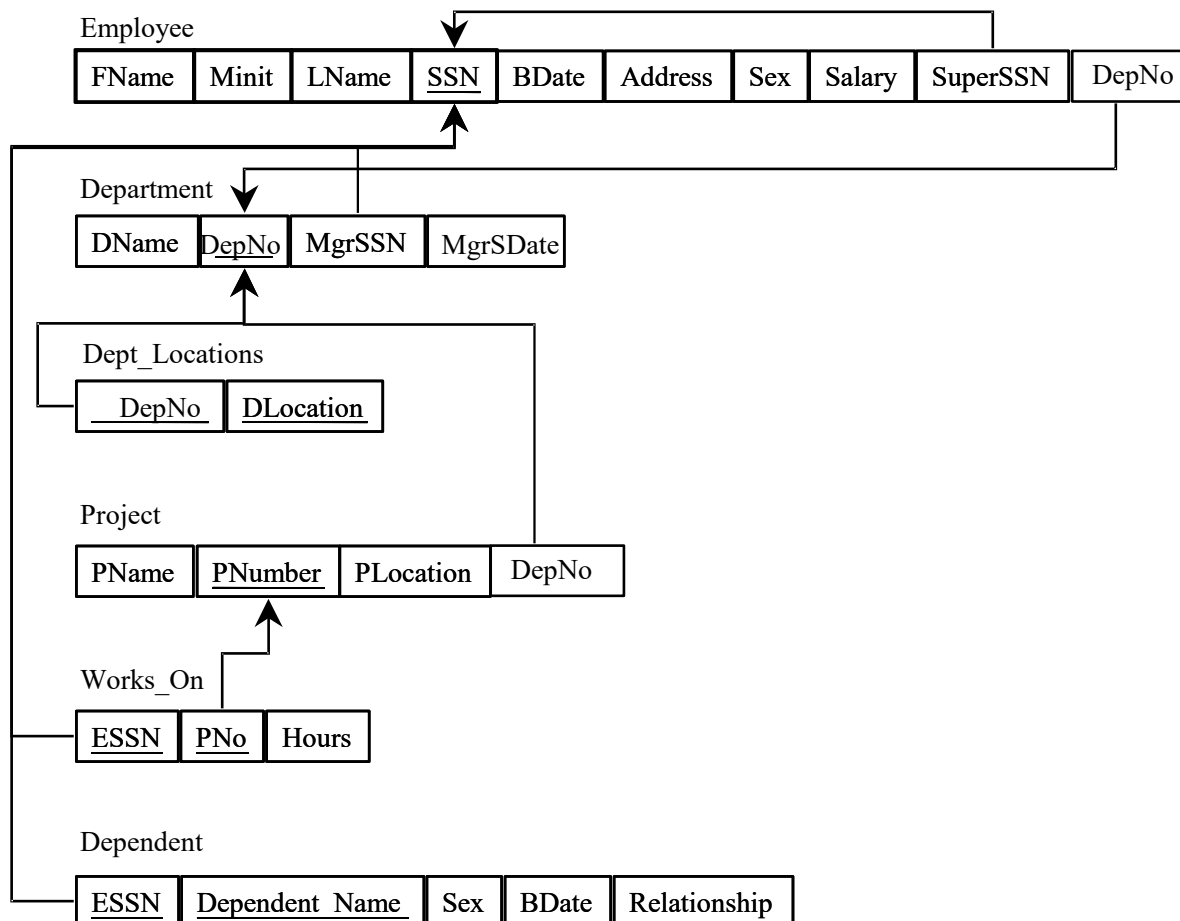 Employee
FName Minit LName SSN BDate Address Sex Salary SuperSSN DepNo
Department
DName DepNo MgrSSN MgrSDate
Dept_Locations
DepNo DLocation
Project
PName PNumber PLocation DepNo
Works_On
ESSN PNo Hours
Dependent
ESSN Dependent_Name Sex BDate Relationship